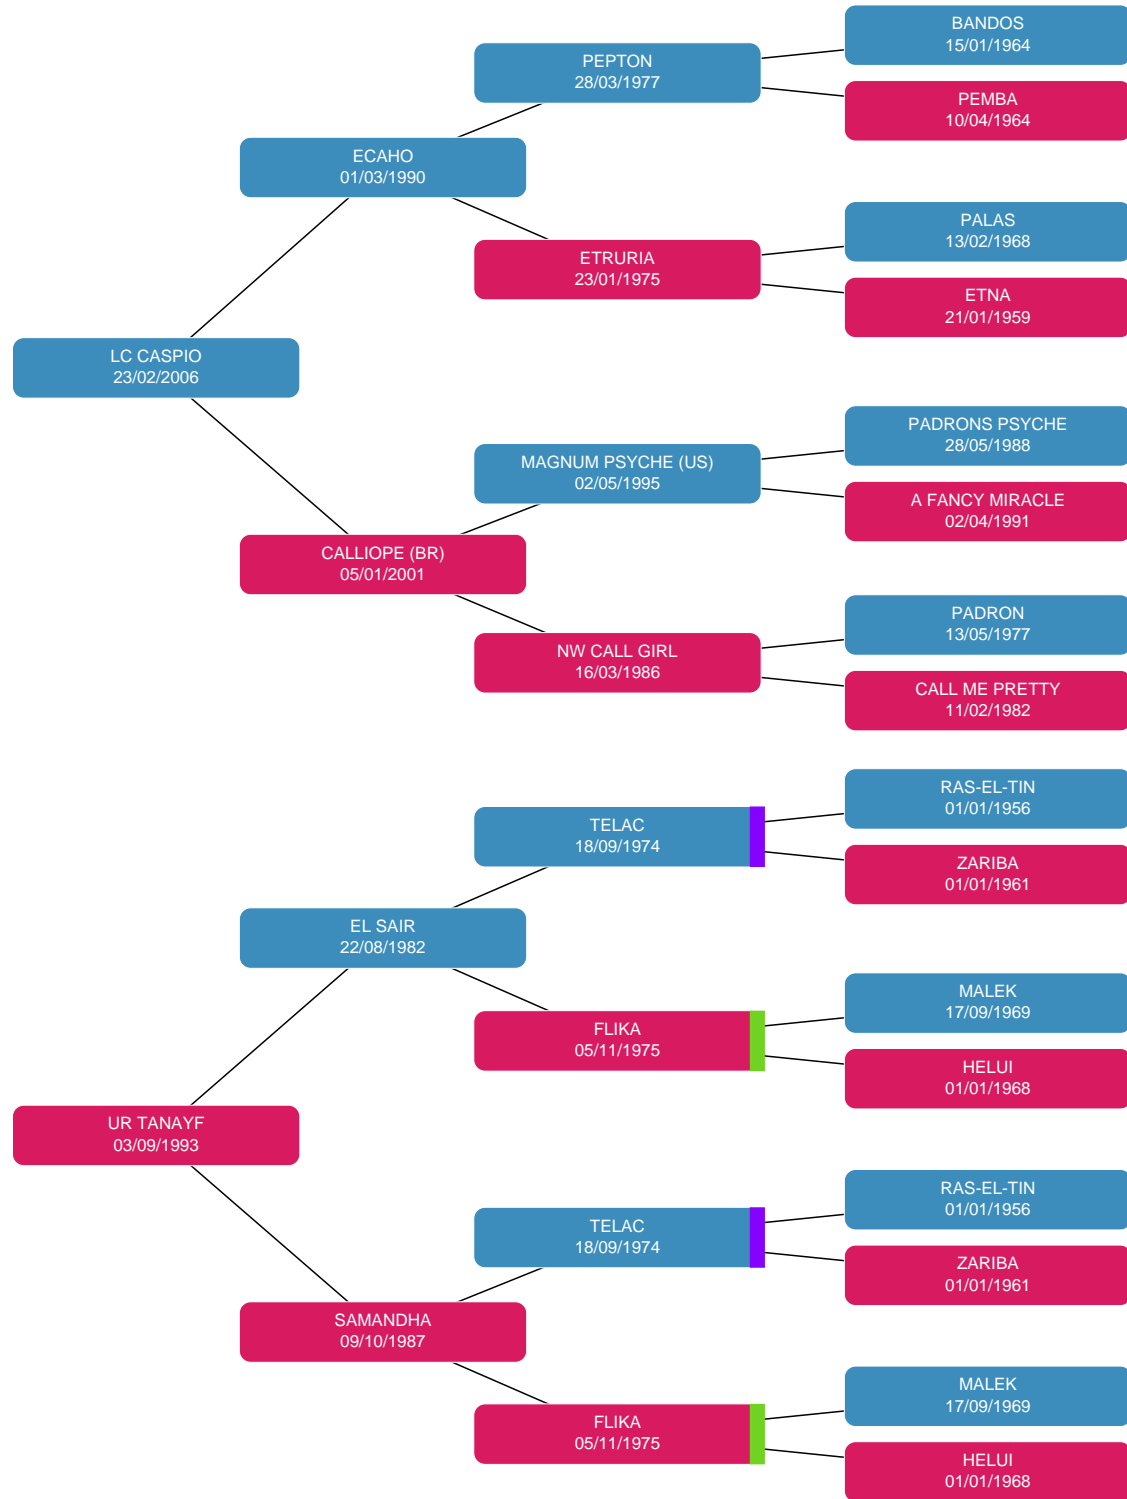 BANDOS
15/01/1964
PEPTON
28/03/1977
PEMBA
10/04/1964
ECAHO
01/03/1990
PALAS
13/02/1968
ETRURIA
23/01/1975
ETNA
21/01/1959
LC CASPIO
23/02/2006
PADRONS PSYCHE
28/05/1988
MAGNUM PSYCHE (US)
02/05/1995
A FANCY MIRACLE
02/04/1991
CALLIOPE (BR)
05/01/2001
PADRON
13/05/1977
NW CALL GIRL
16/03/1986
CALL ME PRETTY
11/02/1982
RAS-EL-TIN
01/01/1956
TELAC
18/09/1974
ZARIBA
01/01/1961
EL SAIR
22/08/1982
MALEK
17/09/1969
FLIKA
05/11/1975
HELUI
01/01/1968
UR TANAYF
03/09/1993
RAS-EL-TIN
01/01/1956
TELAC
18/09/1974
ZARIBA
01/01/1961
SAMANDHA
09/10/1987
MALEK
17/09/1969
FLIKA
05/11/1975
HELUI
01/01/1968